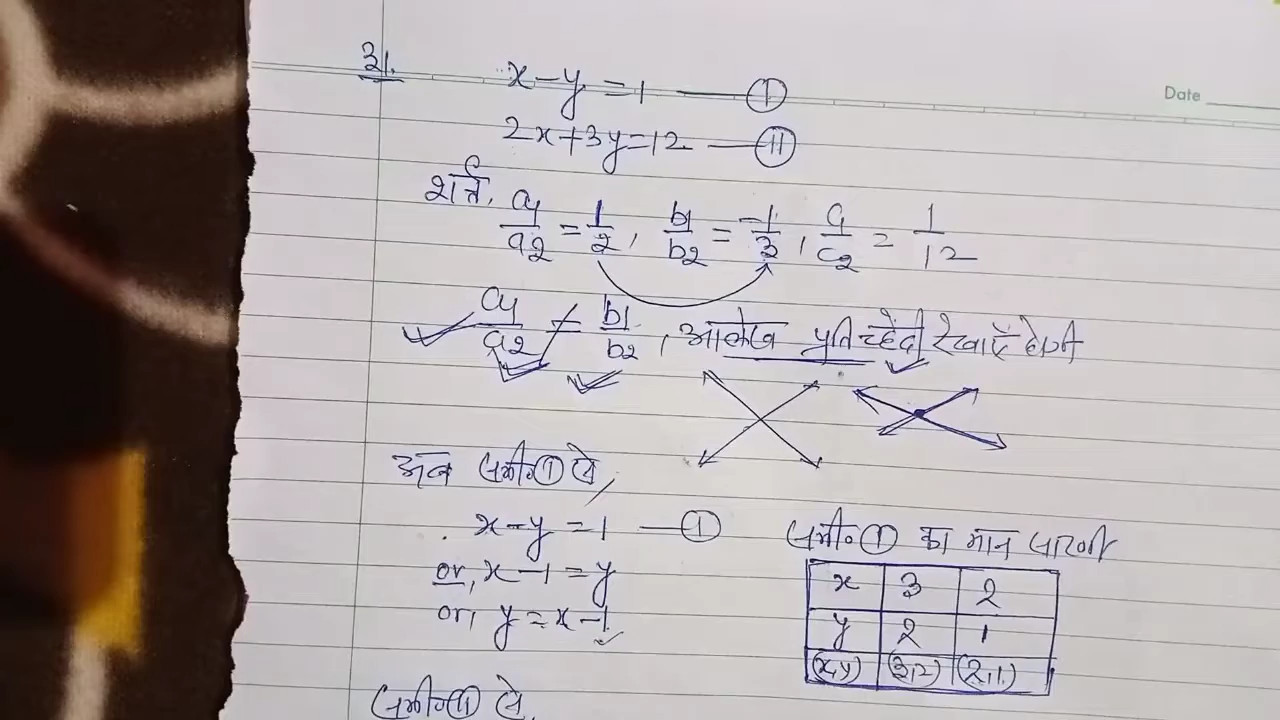 31.
Date
x-y=1 —— (I)
2x+3y=12 —— (II)
शर्त, a1/a2 = 1/2, b1/b2 = -1/3, c1/c2 = 1/12
a1/a2 ≠ b1/b2, आलेख प्रतिच्छेदी रेखाएँ होगी
अब समी०(I) से,
x-y=1 —— (I)
or, x-1=y
or, y=x-1
समी०(I) का मान सारणी
x 3 2
y 2 1
(x,y) (3,2) (2,1)
समी०(II) से,